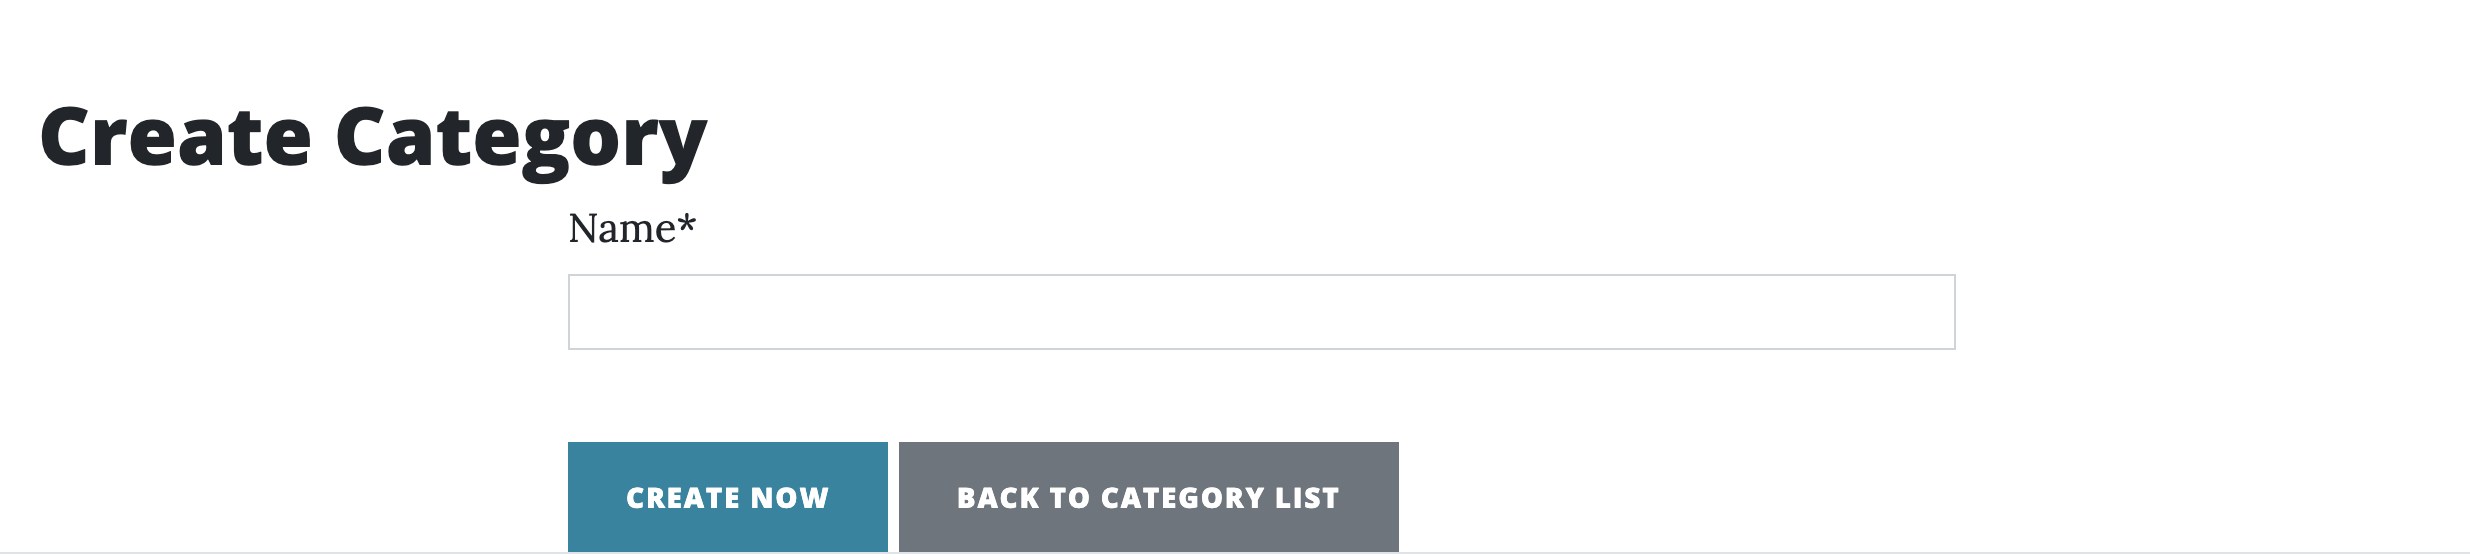 Create Category
Name*
CREATE NOW
BACK TO CATEGORY LIST